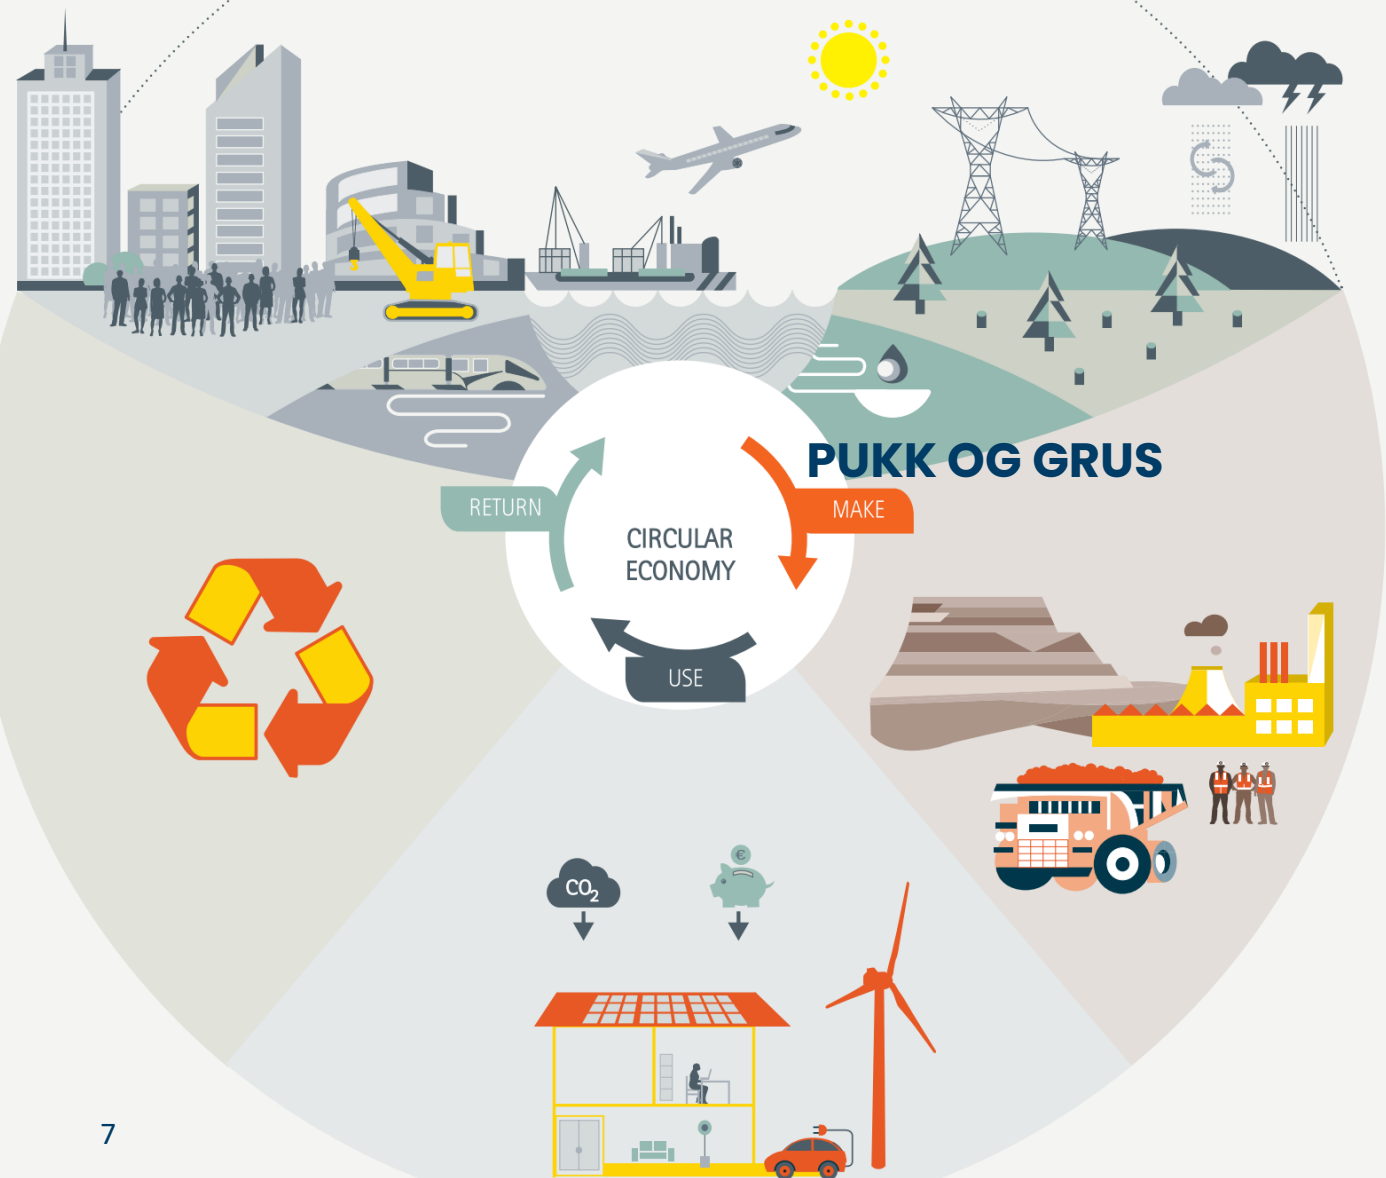 PUKK OG GRUS
RETURN
MAKE
CIRCULAR
ECONOMY
USE
CO2
€
7